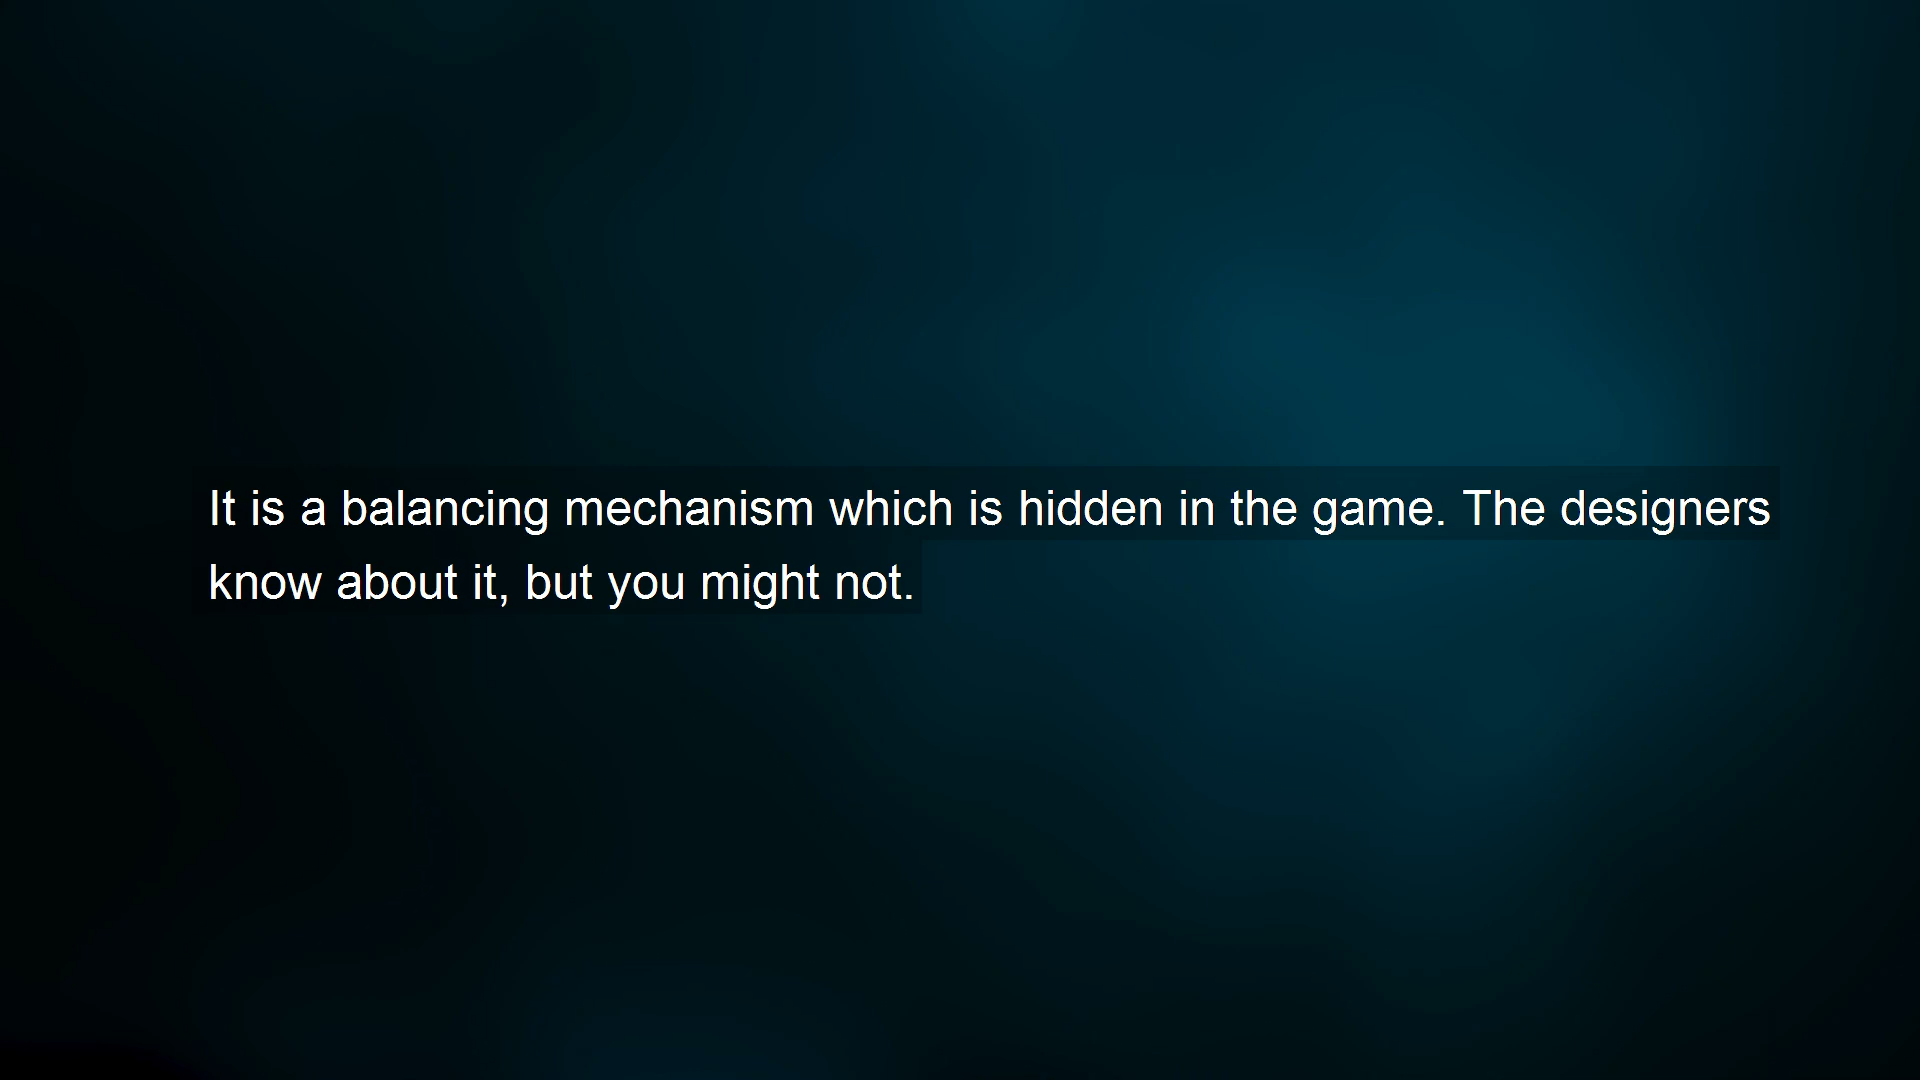 It is a balancing mechanism which is hidden in the game. The designers
know about it, but you might not.